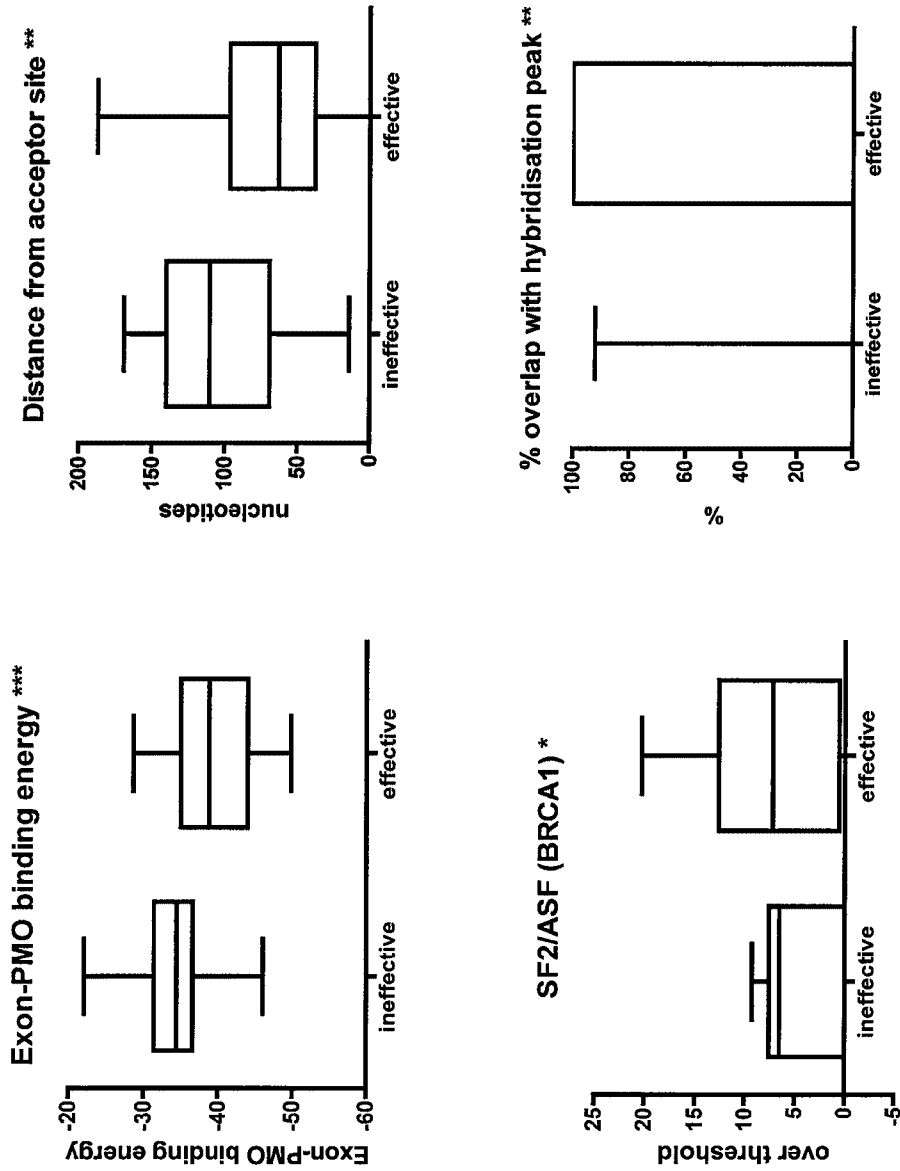 Exon-PMO binding energy ***
Exon-PMO binding energy
-20
-30
-40
-50
-60
ineffective
effective
Distance from acceptor site **
nucleotides
200
150
100
50
0
ineffective
effective
SF2/ASF (BRCA1) *
over threshold
25
20
15
10
5
0
-5
ineffective
effective
% overlap with hybridisation peak **
%
100
80
60
40
20
0
ineffective
effective